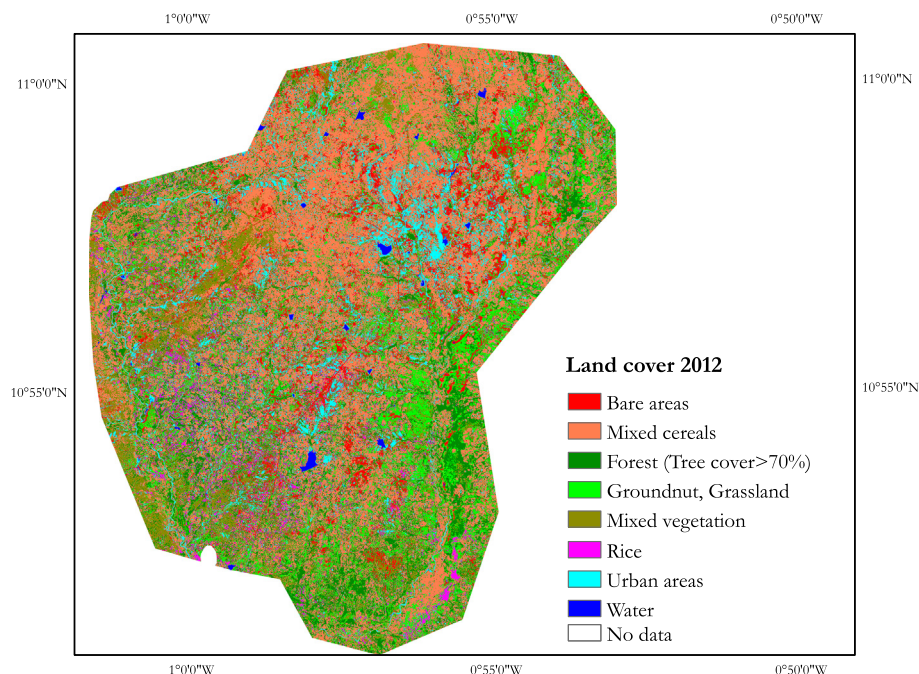 1°0'0"W 0°55'0"W 0°50'0"W
11°0'0"N 11°0'0"N
10°55'0"N 10°55'0"N
Land cover 2012
Bare areas
Mixed cereals
Forest (Tree cover>70%)
Groundnut, Grassland
Mixed vegetation
Rice
Urban areas
Water
No data
1°0'0"W 0°55'0"W 0°50'0"W